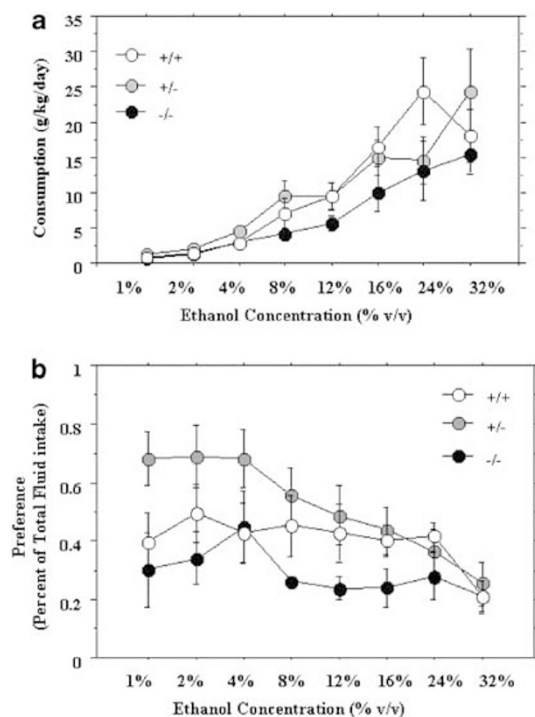 a
35
30
25
20
15
10
5
0
Consumption (g/kg/day)
+/+
+/-
-/-
1% 2% 4% 8% 12% 16% 24% 32%
Ethanol Concentration (% v/v)
b
1
0.8
0.6
0.4
0.2
0
Preference
(Percent of Total Fluid intake)
+/+
+/-
-/-
1% 2% 4% 8% 12% 16% 24% 32%
Ethanol Concentration (% v/v)